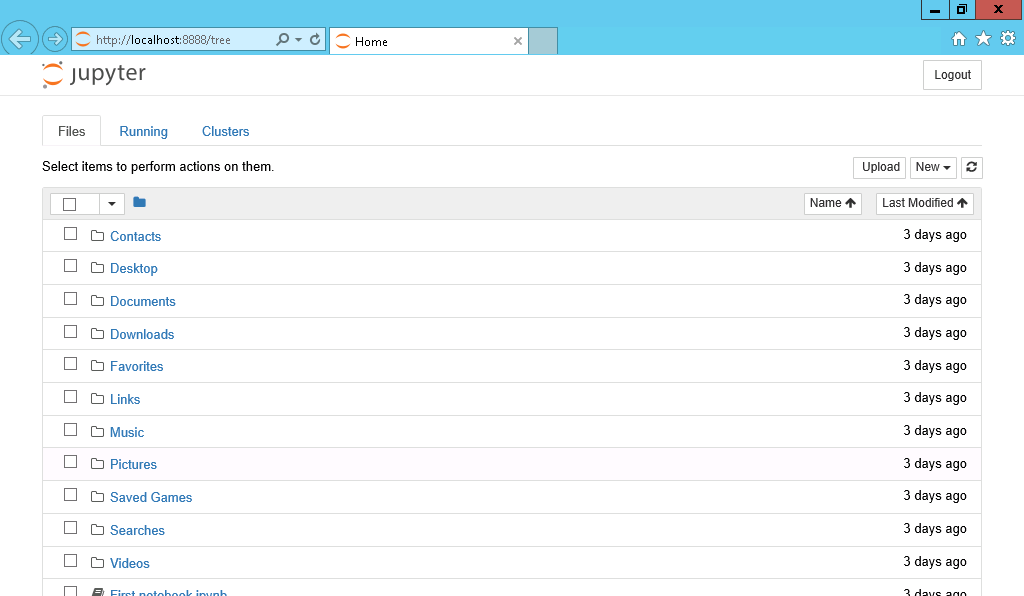 http://localhost:8888/tree
Home
jupyter
Logout
Files
Running
Clusters
Select items to perform actions on them.
Upload
New
Name
Last Modified
Contacts
3 days ago
Desktop
3 days ago
Documents
3 days ago
Downloads
3 days ago
Favorites
3 days ago
Links
3 days ago
Music
3 days ago
Pictures
3 days ago
Saved Games
3 days ago
Searches
3 days ago
Videos
3 days ago
First notebook.ipynb
3 days ago